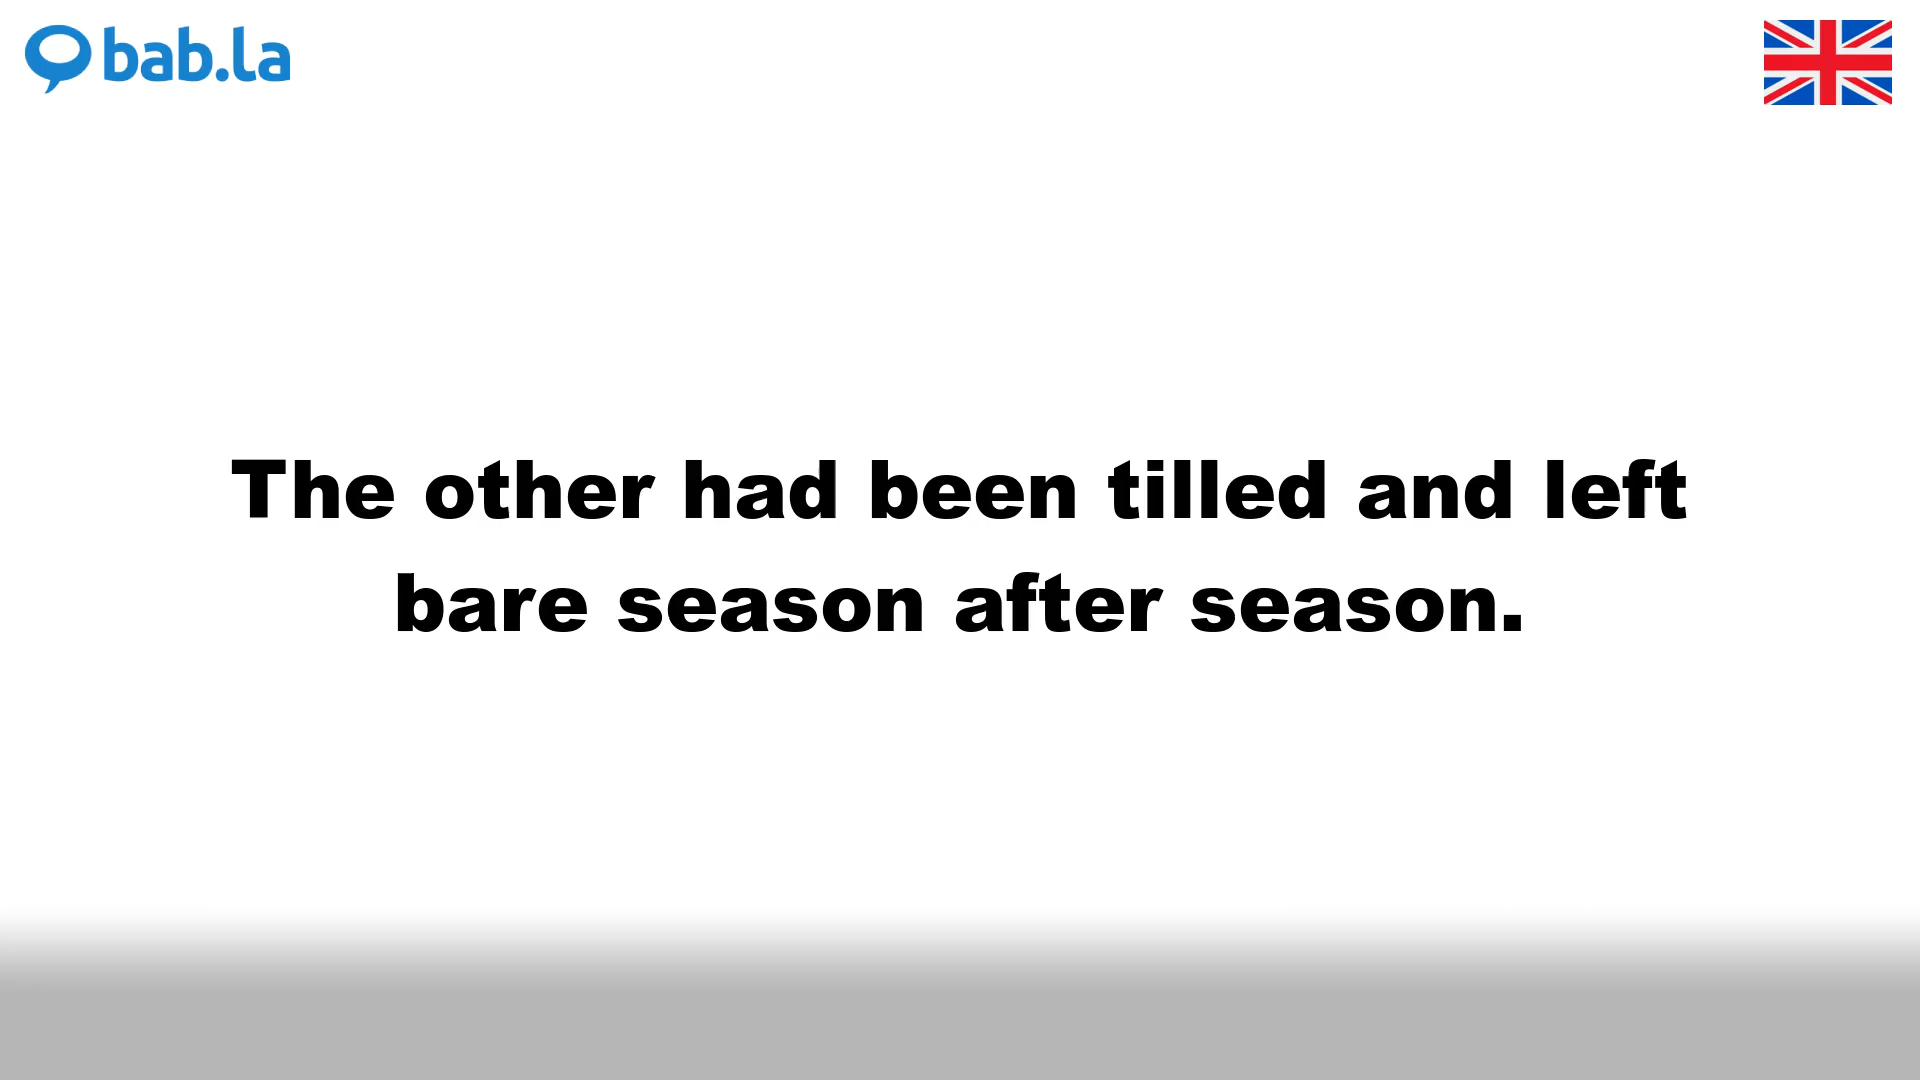 bab.la
The other had been tilled and left
bare season after season.